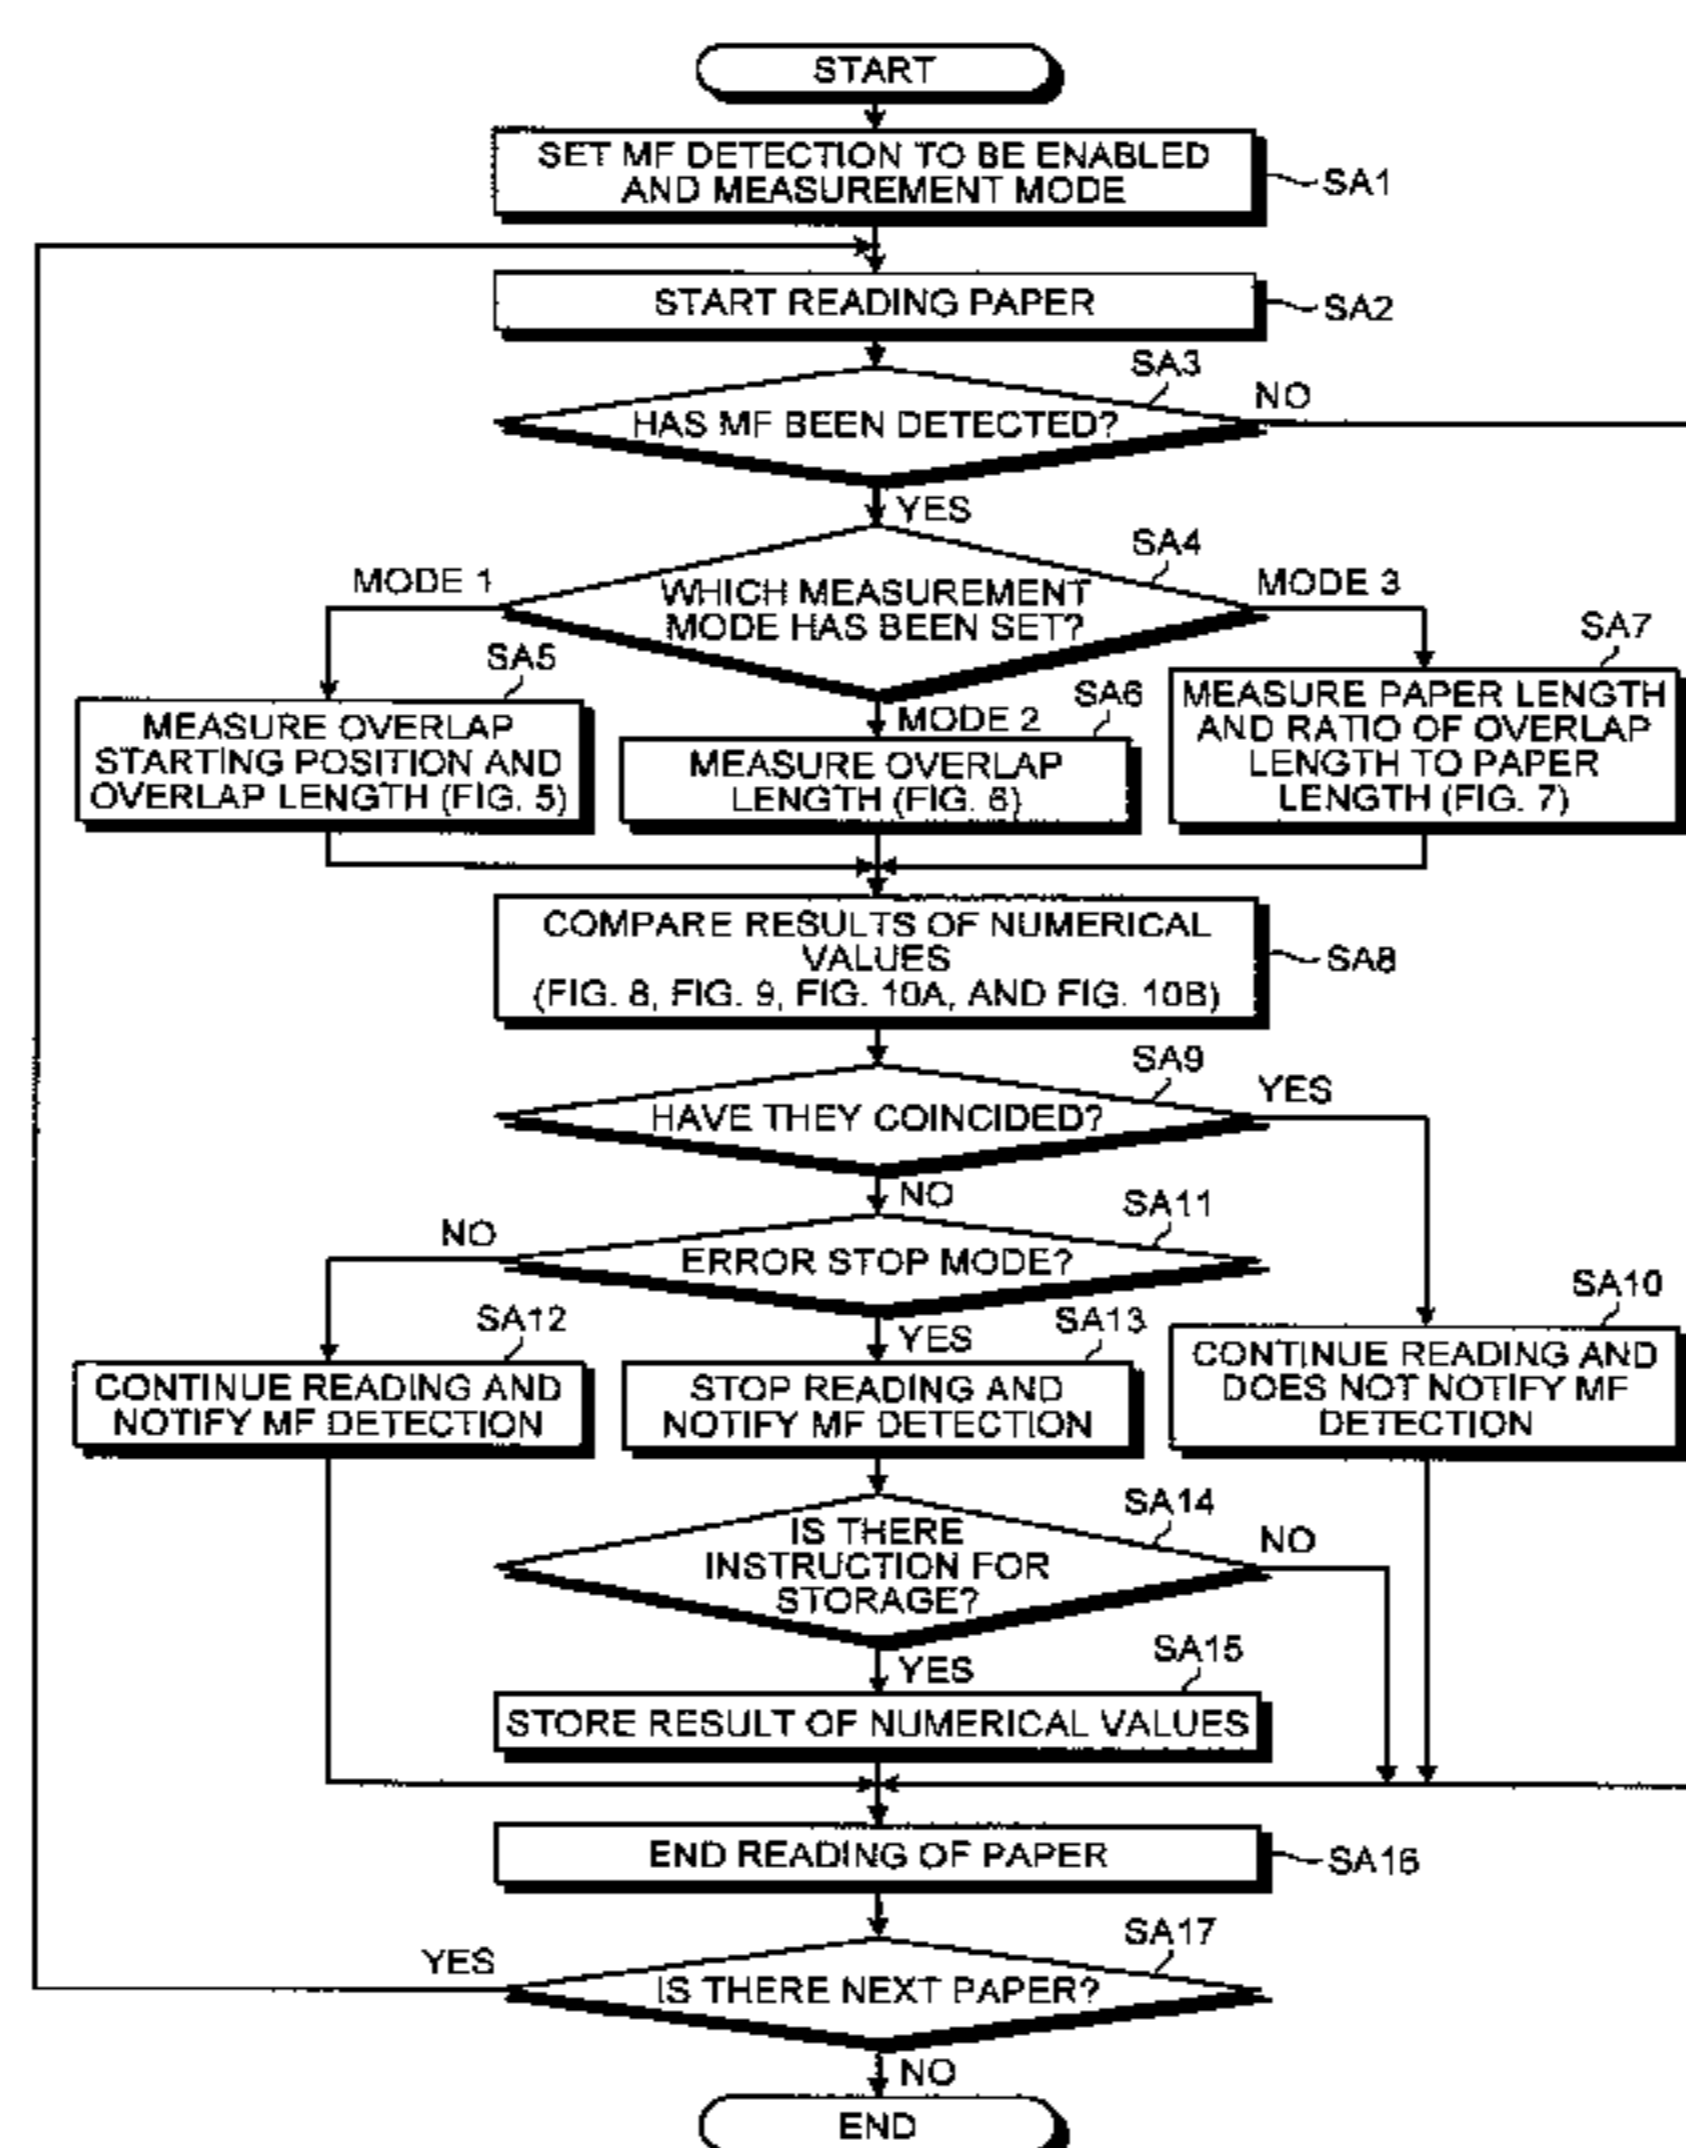 START
SET MF DETECTION TO BE ENABLED
AND MEASUREMENT MODE
SA1
START READING PAPER
SA2
SA3
HAS MF BEEN DETECTED?
NO
YES
SA4
WHICH MEASUREMENT
MODE HAS BEEN SET?
MODE 1
MODE 3
SA5
MEASURE OVERLAP
STARTING POSITION AND
OVERLAP LENGTH (FIG. 5)
MODE 2
SA6
MEASURE OVERLAP
LENGTH (FIG. 6)
SA7
MEASURE PAPER LENGTH
AND RATIO OF OVERLAP
LENGTH TO PAPER
LENGTH (FIG. 7)
COMPARE RESULTS OF NUMERICAL
VALUES
(FIG. 8, FIG. 9, FIG. 10A, AND FIG. 10B)
SA8
SA9
HAVE THEY COINCIDED?
YES
NO
SA11
ERROR STOP MODE?
NO
YES
SA12
CONTINUE READING AND
NOTIFY MF DETECTION
SA13
STOP READING AND
NOTIFY MF DETECTION
SA10
CONTINUE READING AND
DOES NOT NOTIFY MF
DETECTION
SA14
IS THERE
INSTRUCTION FOR
STORAGE?
NO
YES
SA15
STORE RESULT OF NUMERICAL VALUES
END READING OF PAPER
SA16
SA17
IS THERE NEXT PAPER?
YES
NO
END